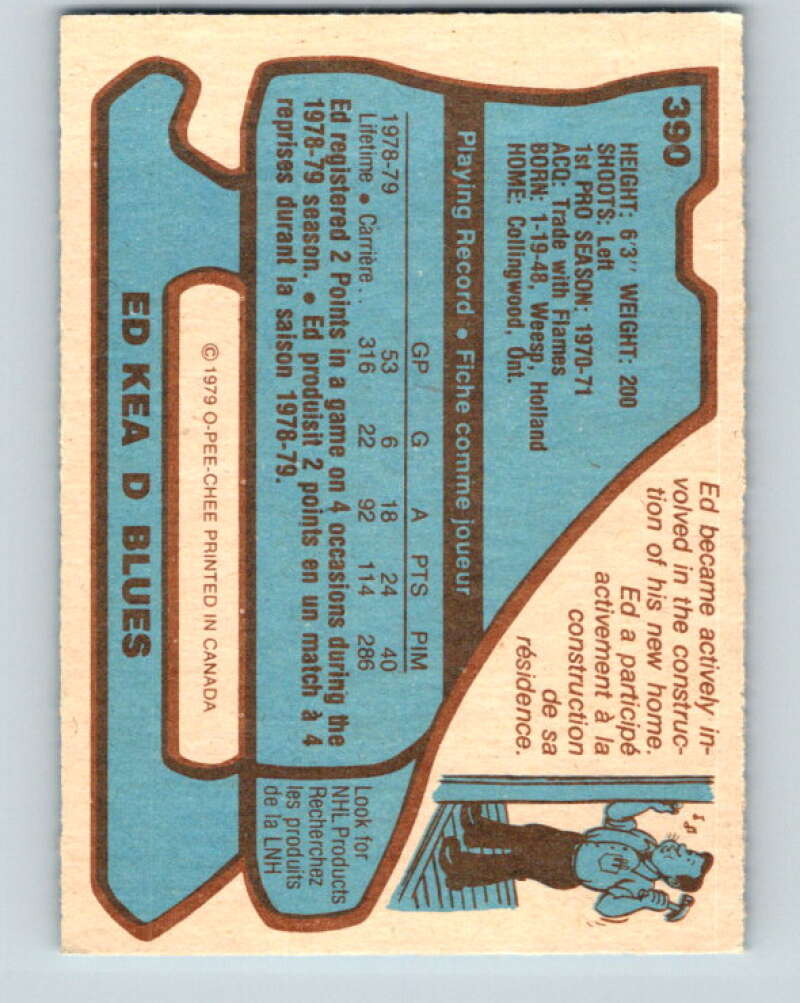 390
HEIGHT: 6'3" WEIGHT: 200
SHOOTS: Left
1st PRO SEASON: 1970-71
ACQ: Trade with Flames
BORN: 1-19-48, Weesp, Holland
HOME: Collingwood, Ont.
Ed became actively in-
volved in the construc-
tion of his new home.
Ed a participé
activement à la
construction
de sa
résidence.
Playing Record • Fiche comme joueur
GP G A PTS PIM
1978-79 53 6 18 24 40
Lifetime • Carrière . . 316 22 92 114 286
Ed registered 2 Points in a game on 4 occasions during the
1978-79 season. • Ed produisit 2 points en un match à 4
reprises durant la saison 1978-79.
Look for
NHL Products
Recherchez
les produits
de la LNH
© 1979 O-PEE-CHEE PRINTED IN CANADA
ED KEA D BLUES